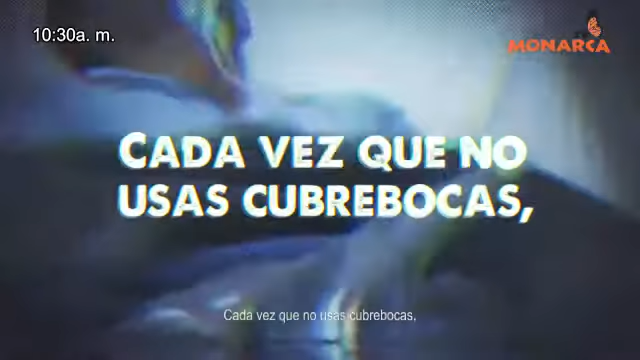 10:30a. m.
MONARCA
CADA VEZ QUE NO
USAS CUBREBOCAS,
Cada vez que no usas cubrebocas,